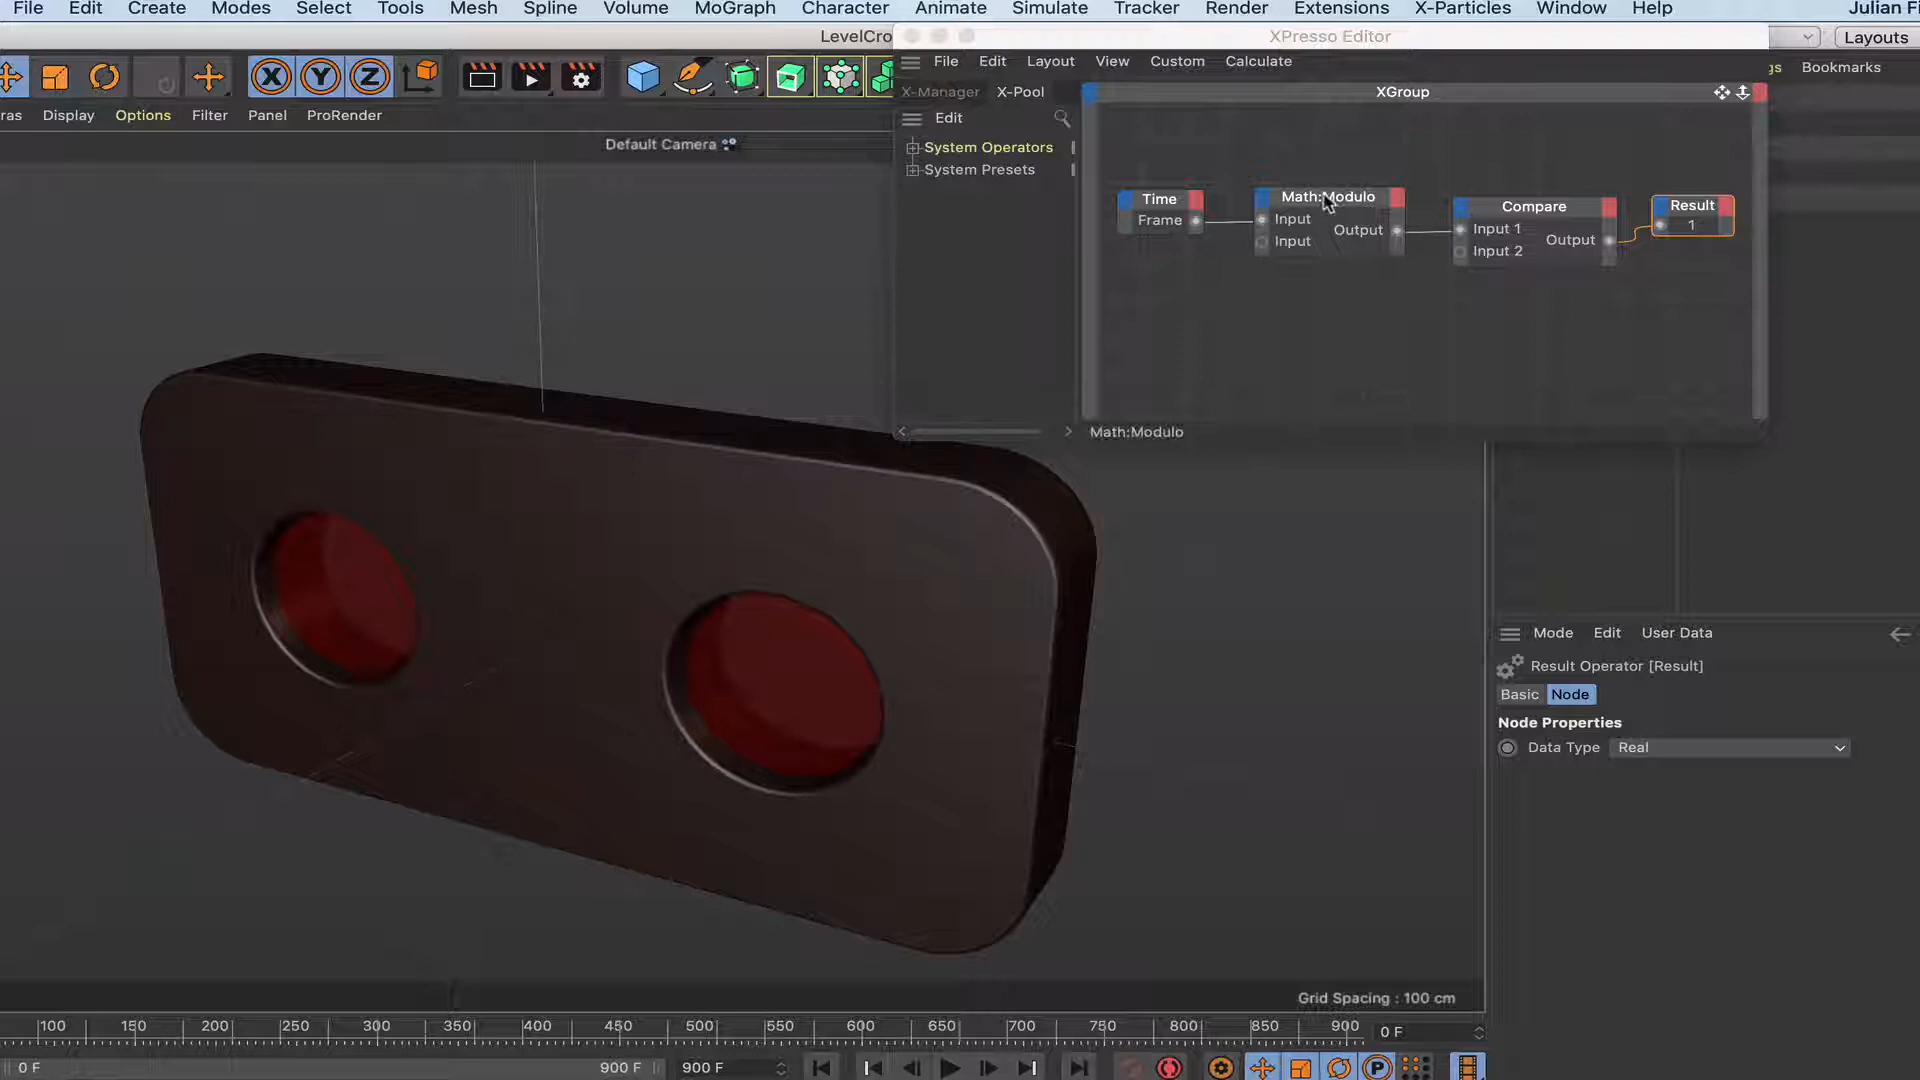 File Edit Create Modes Select Tools Mesh Spline Volume MoGraph Character Animate Simulate Tracker Render Extensions X-Particles Window Help Julian Fi
LevelCro
XPresso Editor
Layouts
File Edit Layout View Custom Calculate
gs Bookmarks
X Y Z
X-Manager X-Pool
XGroup
ras Display Options Filter Panel ProRender
Edit
Default Camera
System Operators
System Presets
Time
Frame
Math:Modulo
Input
Input
Output
Compare
Input 1
Input 2
Output
Result
1
Math:Modulo
Mode Edit User Data
Result Operator [Result]
Basic Node
Node Properties
Data Type Real
Grid Spacing : 100 cm
100 150 200 250 300 350 400 450 500 550 600 650 700 750 800 850 900 0 F
0 F 900 F 900 F
P